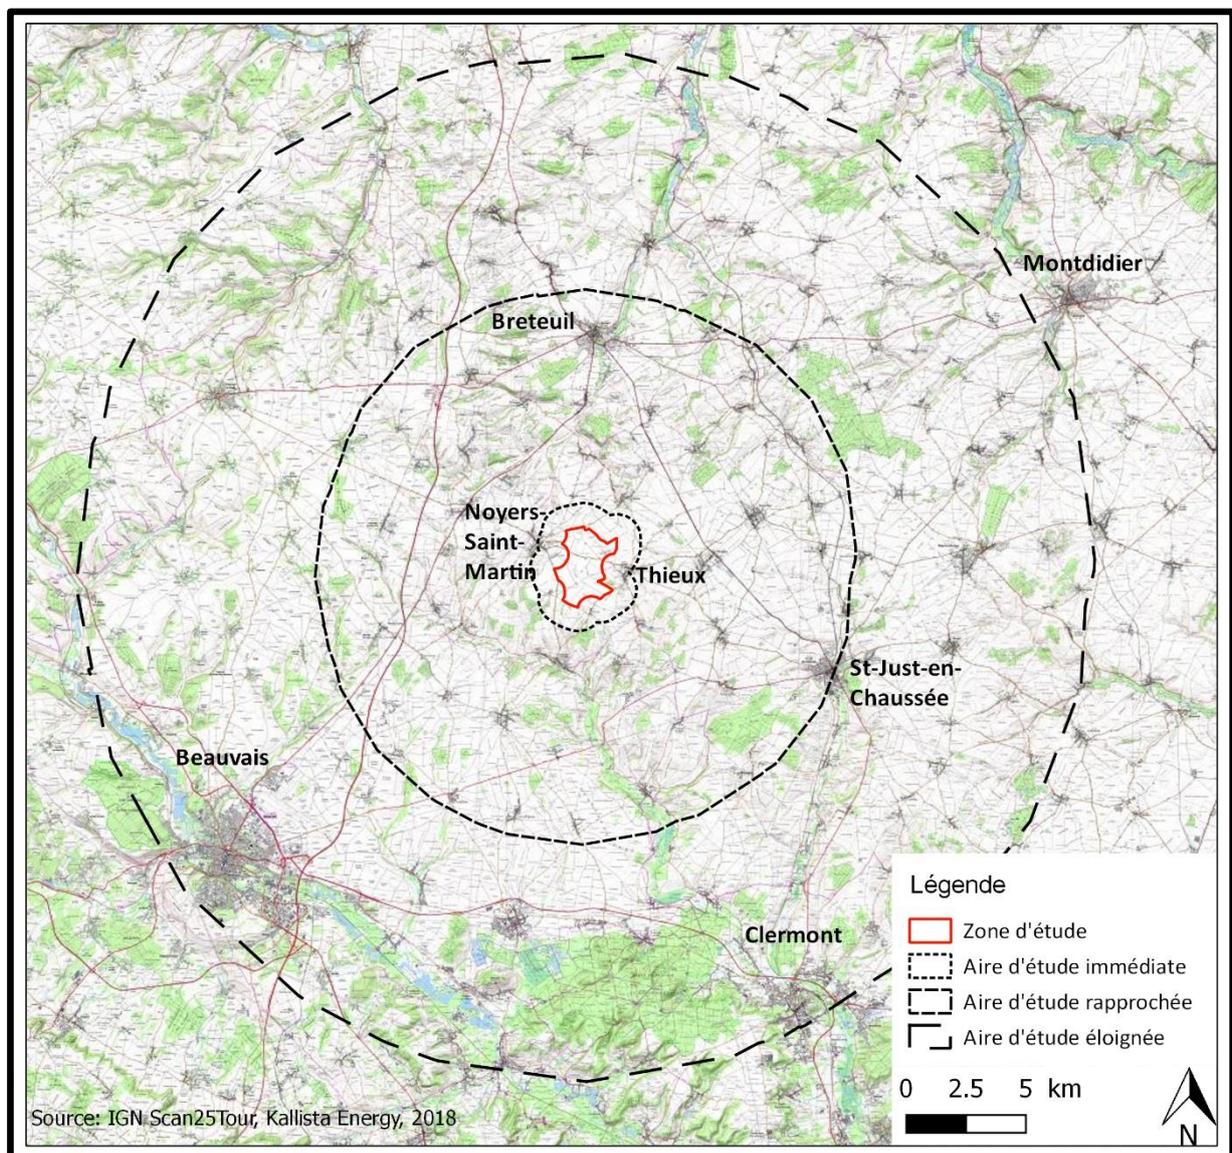 Montdidier
Breteuil
Noyers-
Saint-
Martin
Thieux
St-Just-en-
Chaussée
Beauvais
Clermont
Légende
Zone d'étude
Aire d'étude immédiate
Aire d'étude rapprochée
Aire d'étude éloignée
0 2.5 5 km
N
Source: IGN Scan25Tour, Kallista Energy, 2018